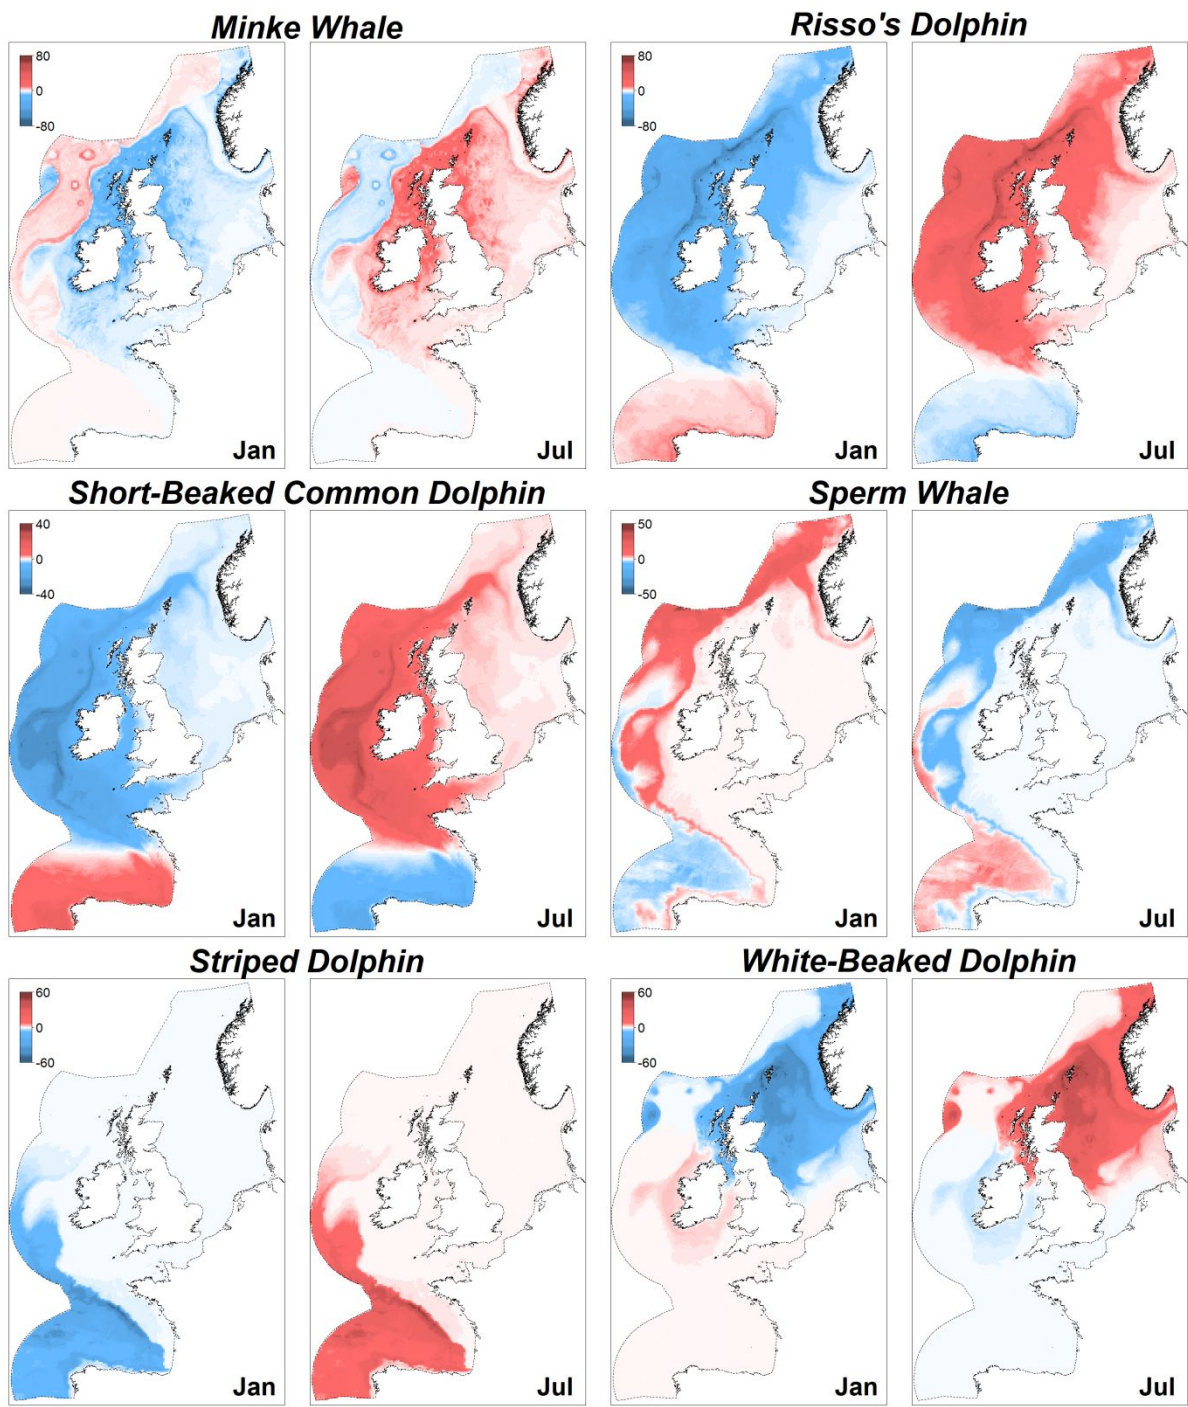 Minke Whale
Risso's Dolphin
80
0
-80
Jan
Jul
80
0
-80
Jan
Jul
Short-Beaked Common Dolphin
Sperm Whale
40
0
-40
Jan
Jul
50
0
-50
Jan
Jul
Striped Dolphin
White-Beaked Dolphin
60
0
-60
Jan
Jul
60
0
-60
Jan
Jul